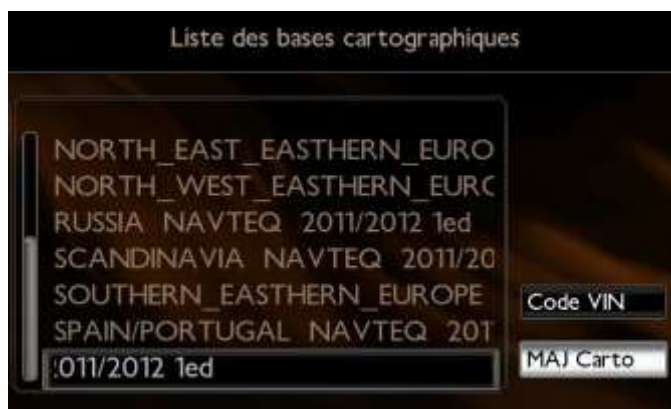 Liste des bases cartographiques
NORTH_EAST_EASTHERN_EURO
NORTH_WEST_EASTHERN_EURC
RUSSIA NAVTEQ 2011/2012 1ed
SCANDINAVIA NAVTEQ 2011/20
SOUTHERN_EASTHERN_EUROPE
SPAIN/PORTUGAL NAVTEQ 201
:011/2012 1ed
Code VIN
MAJ Carto